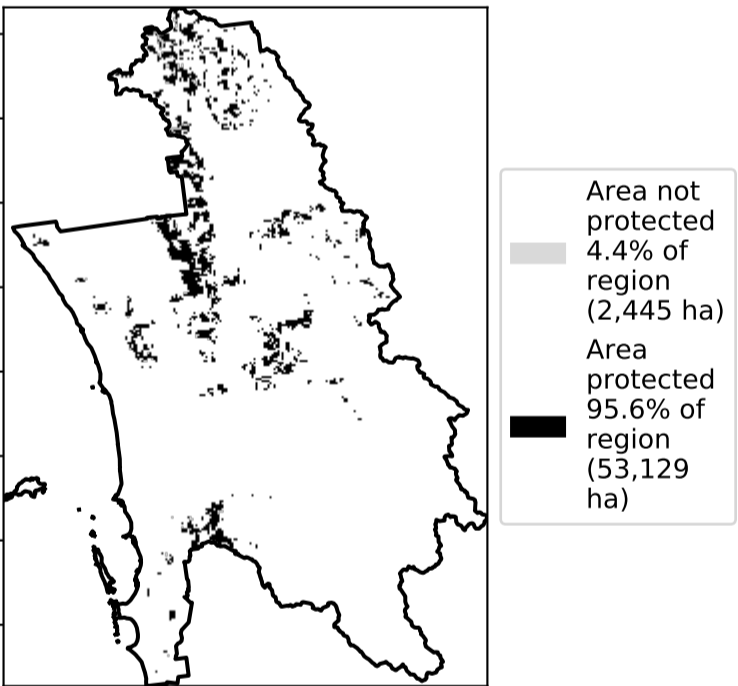 Area not
protected
4.4% of
region
(2,445 ha)
Area
protected
95.6% of
region
(53,129
ha)